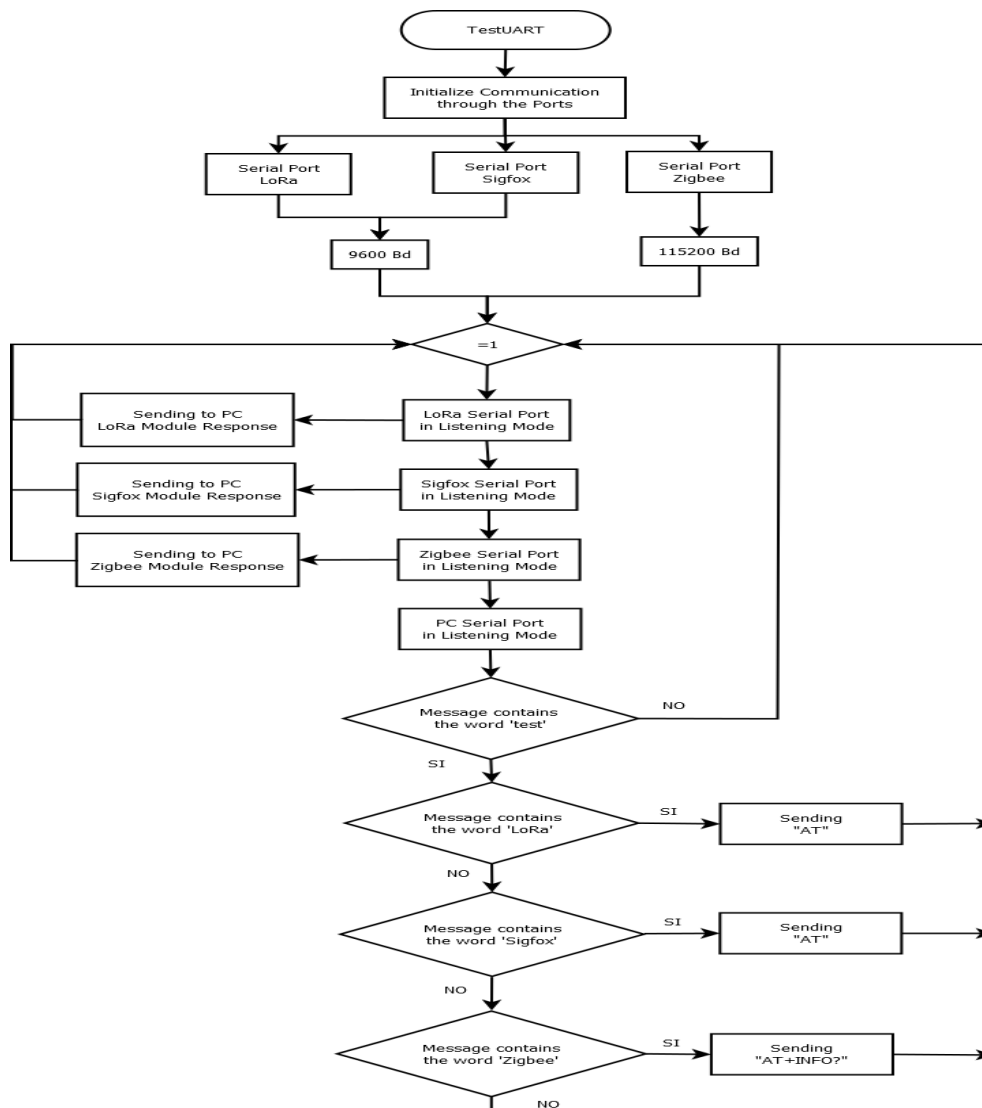 TestUART
Initialize Communication
through the Ports
Serial Port
LoRa
Serial Port
Sigfox
Serial Port
Zigbee
9600 Bd
115200 Bd
=1
Sending to PC
LoRa Module Response
LoRa Serial Port
in Listening Mode
Sending to PC
Sigfox Module Response
Sigfox Serial Port
in Listening Mode
Sending to PC
Zigbee Module Response
Zigbee Serial Port
in Listening Mode
PC Serial Port
in Listening Mode
Message contains
the word 'test'
NO
SI
Message contains
the word 'LoRa'
SI
Sending
"AT"
NO
Message contains
the word 'Sigfox'
SI
Sending
"AT"
NO
Message contains
the word 'Zigbee'
SI
Sending
"AT+INFO?"
NO